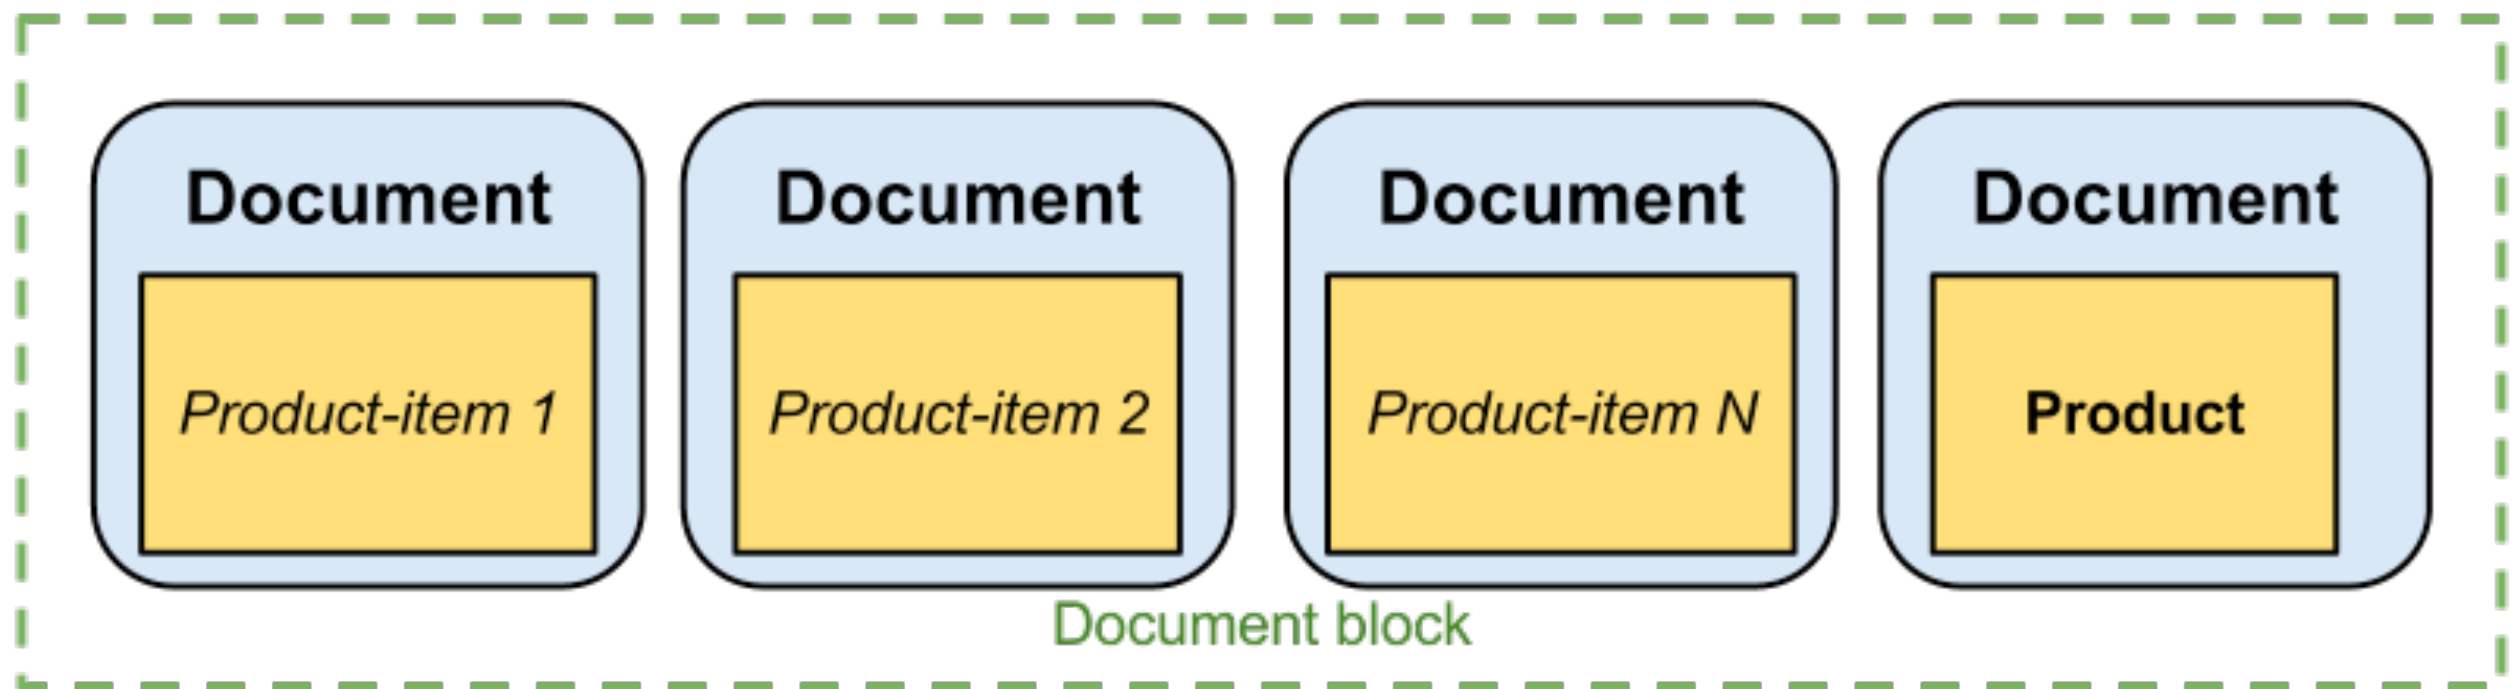 Document
Document
Document
Document
Product-item 1
Product-item 2
Product-item N
Product
Document block